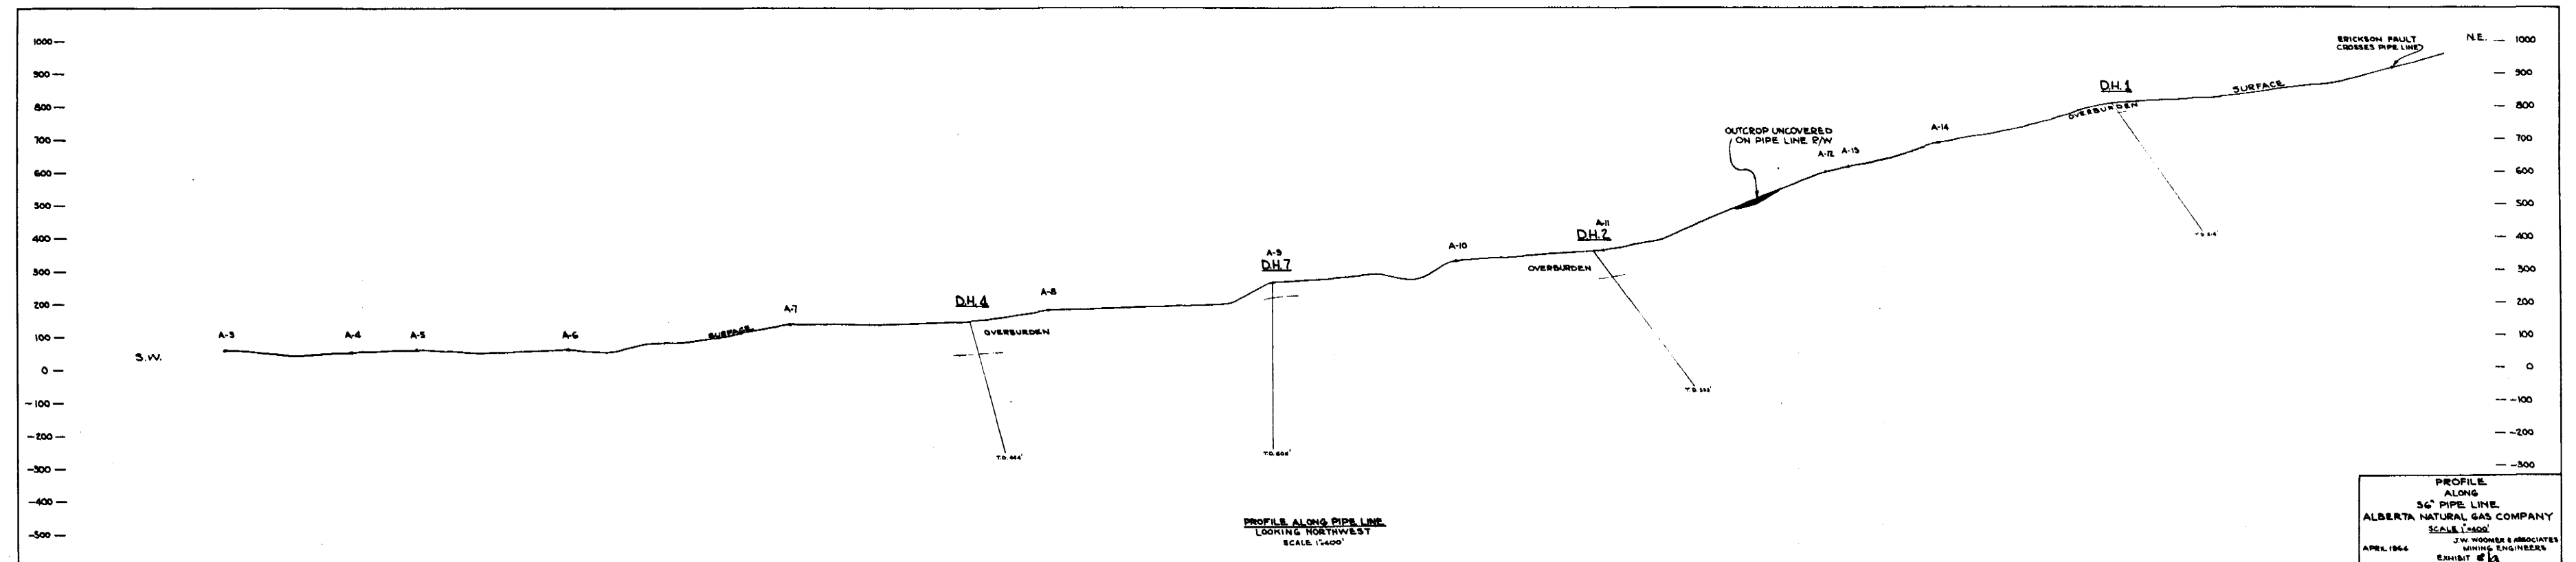 1000
900
800
700
600
500
400
300
200
100
0
-100
-200
-300
-400
-500
S.W.
A-3
A-4
A-5
A-6
SURFACE
A-7
D.H. 4
OVERBURDEN
A-8
A-9
D.H. 7
A-10
A-11
D.H. 2
OVERBURDEN
OUTCROP UNCOVERED
ON PIPE LINE R/W
A-12
A-13
A-14
D.H. 1
OVERBURDEN
SURFACE
ERICKSON FAULT
CROSSES PIPE LINE
N.E.
1000
900
800
700
600
500
400
300
200
100
0
-100
-200
-300
T.D.
T.D.
T.D.
T.D.
PROFILE ALONG PIPE LINE
LOOKING NORTHWEST
SCALE 1"=400'
PROFILE
ALONG
36" PIPE LINE
ALBERTA NATURAL GAS COMPANY
SCALE 1"=400'
J.W. WOOMER & ASSOCIATES
MINING ENGINEERS
APRIL 1966
EXHIBIT